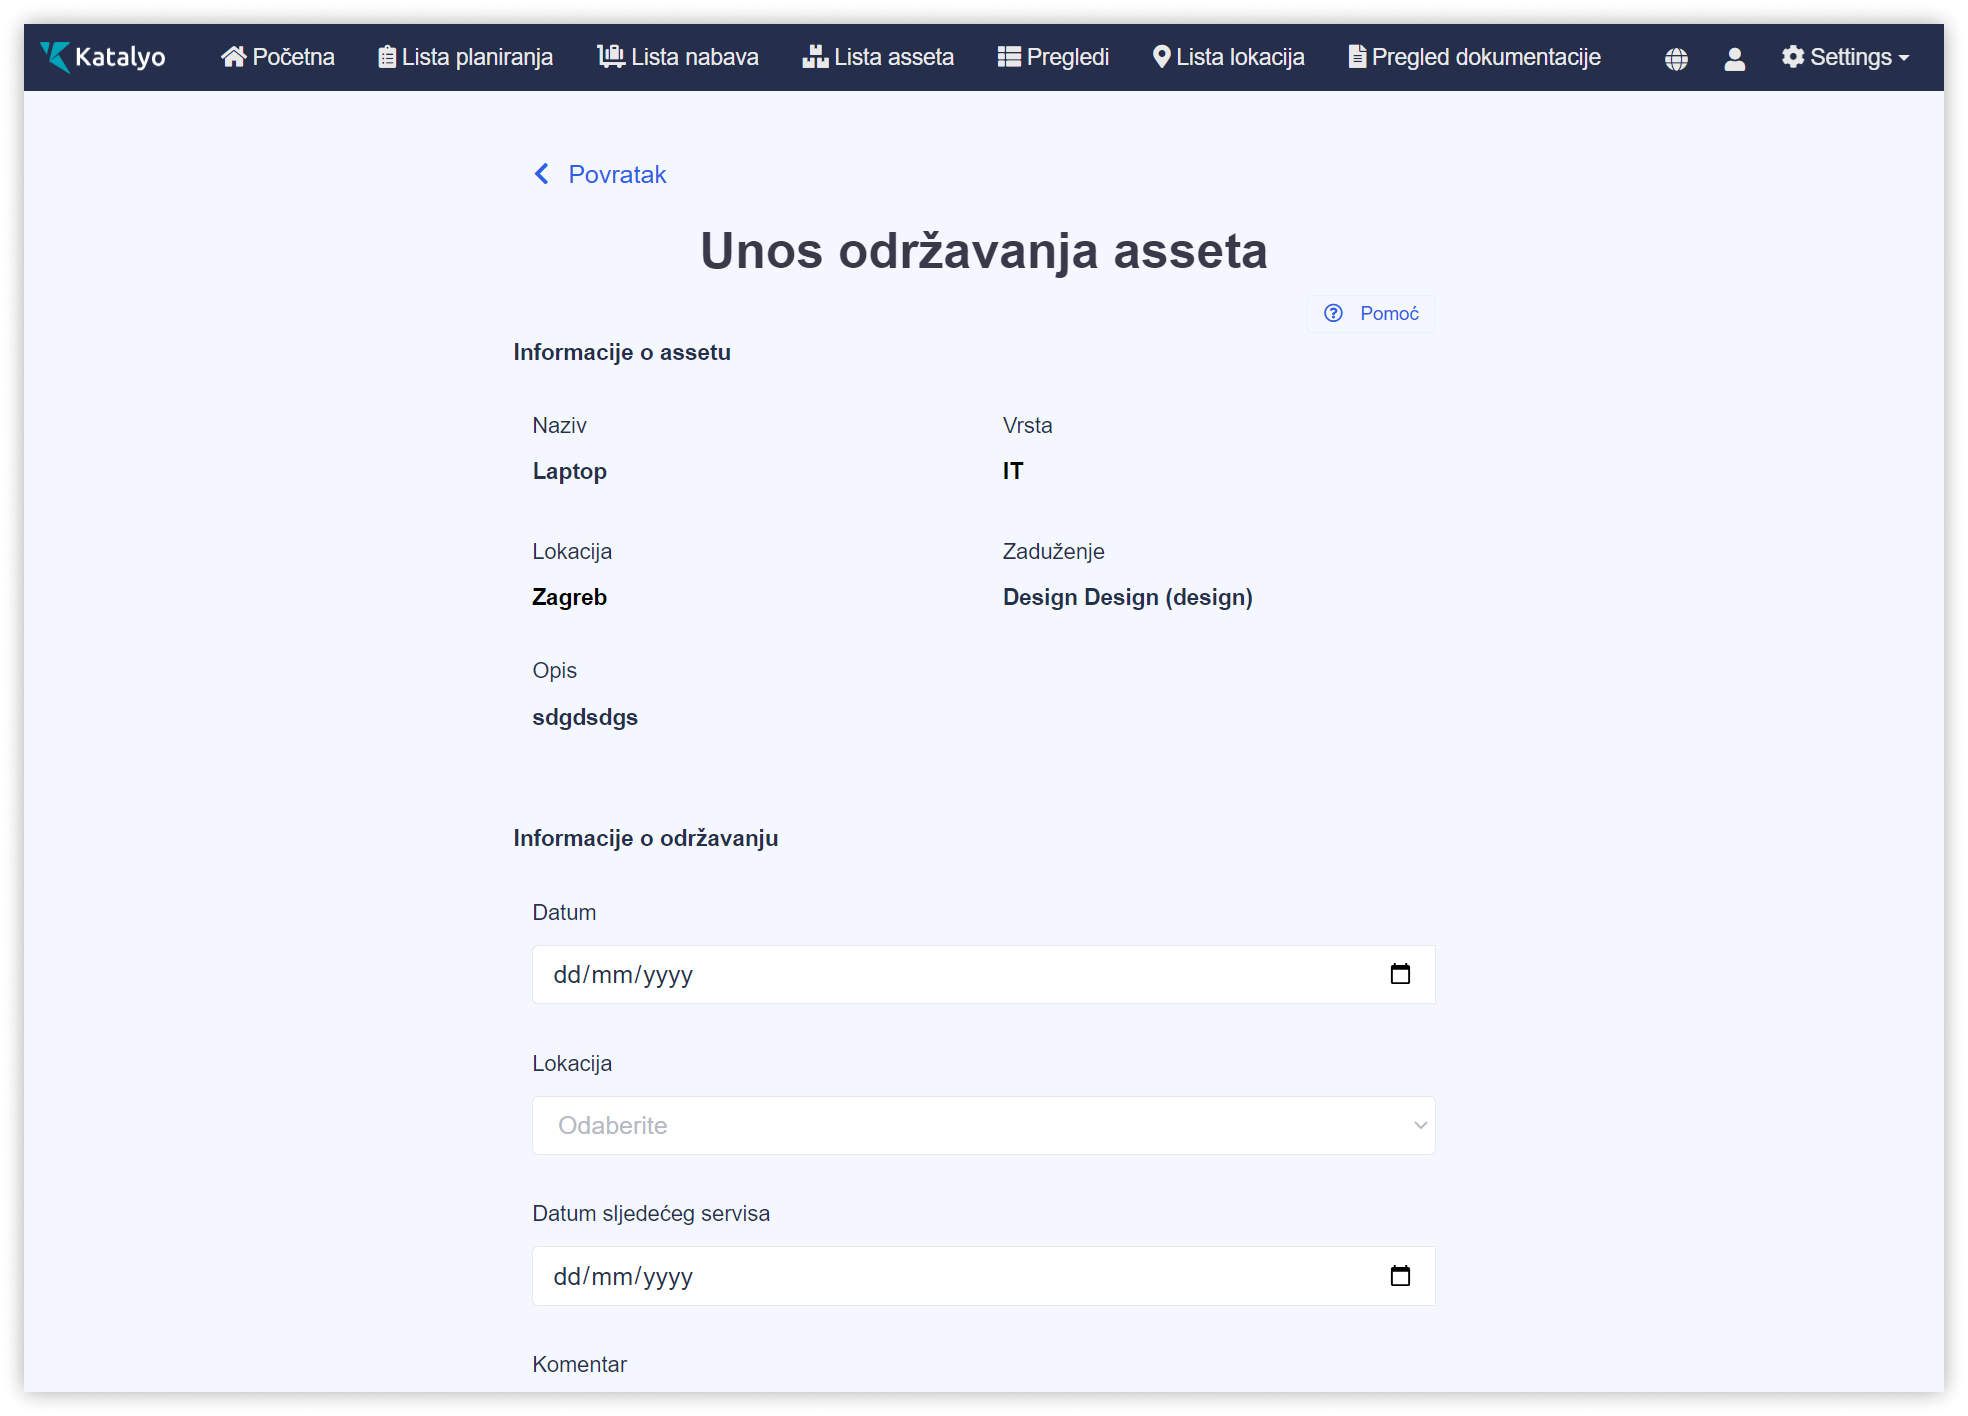 Katalyo Početna Lista planiranja Lista nabava Lista asseta Pregledi Lista lokacija Pregled dokumentacije Settings
Povratak
Unos održavanja asseta
Pomoć
Informacije o assetu
Naziv Vrsta
Laptop IT
Lokacija Zaduženje
Zagreb Design Design (design)
Opis
sdgdsdgs
Informacije o održavanju
Datum
dd/mm/yyyy
Lokacija
Odaberite
Datum sljedećeg servisa
dd/mm/yyyy
Komentar